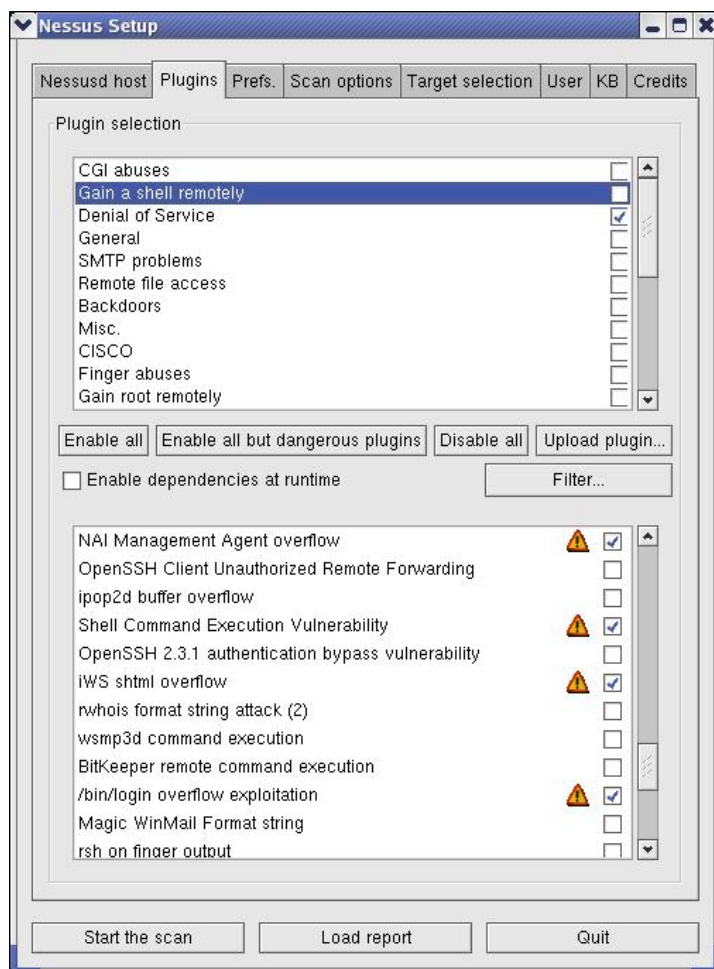 Nessus Setup
Nessusd host Plugins Prefs. Scan options Target selection User KB Credits
Plugin selection
CGI abuses
Gain a shell remotely
Denial of Service
General
SMTP problems
Remote file access
Backdoors
Misc.
CISCO
Finger abuses
Gain root remotely
Enable all Enable all but dangerous plugins Disable all Upload plugin...
Enable dependencies at runtime Filter...
NAI Management Agent overflow
OpenSSH Client Unauthorized Remote Forwarding
ipop2d buffer overflow
Shell Command Execution Vulnerability
OpenSSH 2.3.1 authentication bypass vulnerability
iWS shtml overflow
rwhois format string attack (2)
wsmp3d command execution
BitKeeper remote command execution
/bin/login overflow exploitation
Magic WinMail Format string
rsh on finger output
Start the scan Load report Quit